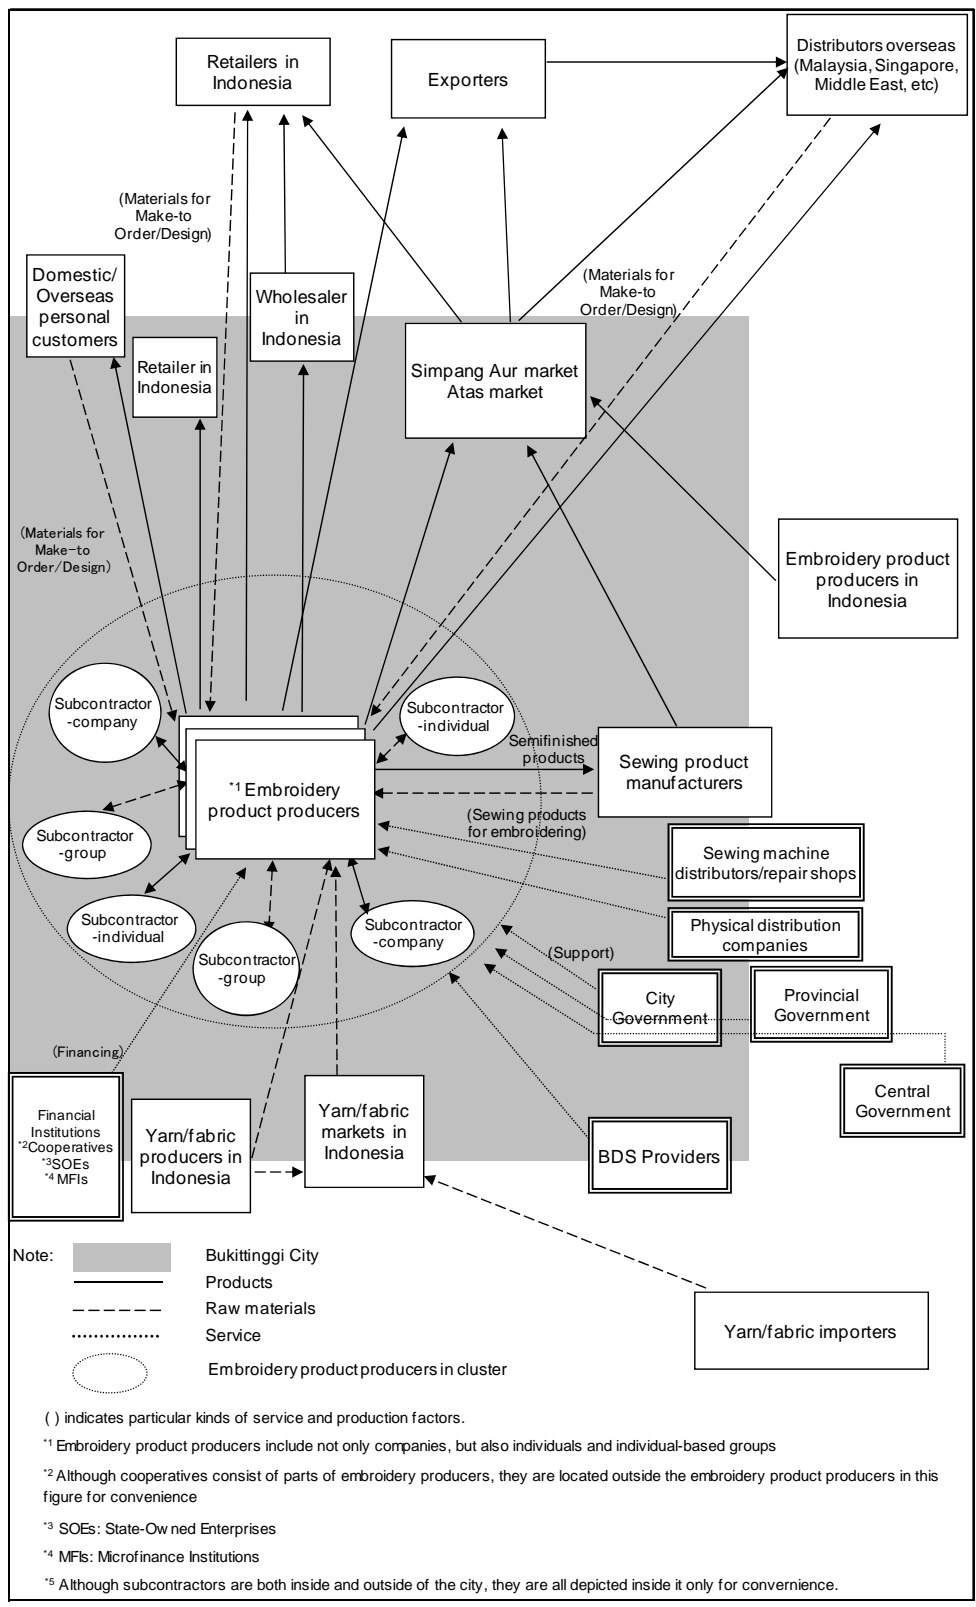 Retailers in
Indonesia
Exporters
Distributors overseas
(Malaysia, Singapore,
Middle East, etc)
(Materials for
Make-to
Order/Design)
Domestic/
Overseas
personal
customers
Wholesaler
in
Indonesia
(Materials for
Make-to
Order/Design)
Retailer in
Indonesia
Simpang Aur market
Atas market
(Materials for
Make-to
Order/Design)
Embroidery product
producers in
Indonesia
Subcontractor
-company
Subcontractor
-individual
Semifinished
products
Sewing product
manufacturers
*1 Embroidery
product producers
(Sewing products
for embroidering)
Subcontractor
-group
Sewing machine
distributors/repair shops
Subcontractor
-individual
Subcontractor
-group
Subcontractor
-company
Physical distribution
companies
(Support)
City
Government
Provincial
Government
(Financing)
Central
Government
Financial
Institutions
*2Cooperatives
*3SOEs
*4 MFIs
Yarn/fabric
producers in
Indonesia
Yarn/fabric
markets in
Indonesia
BDS Providers
Yarn/fabric importers
Note:
Bukittinggi City
Products
Raw materials
Service
Embroidery product producers in cluster
( ) indicates particular kinds of service and production factors.
*1 Embroidery product producers include not only companies, but also individuals and individual-based groups
*2 Although cooperatives consist of parts of embroidery producers, they are located outside the embroidery product producers in this
figure for convenience
*3 SOEs: State-Owned Enterprises
*4 MFIs: Microfinance Institutions
*5 Although subcontractors are both inside and outside of the city, they are all depicted inside it only for convernience.